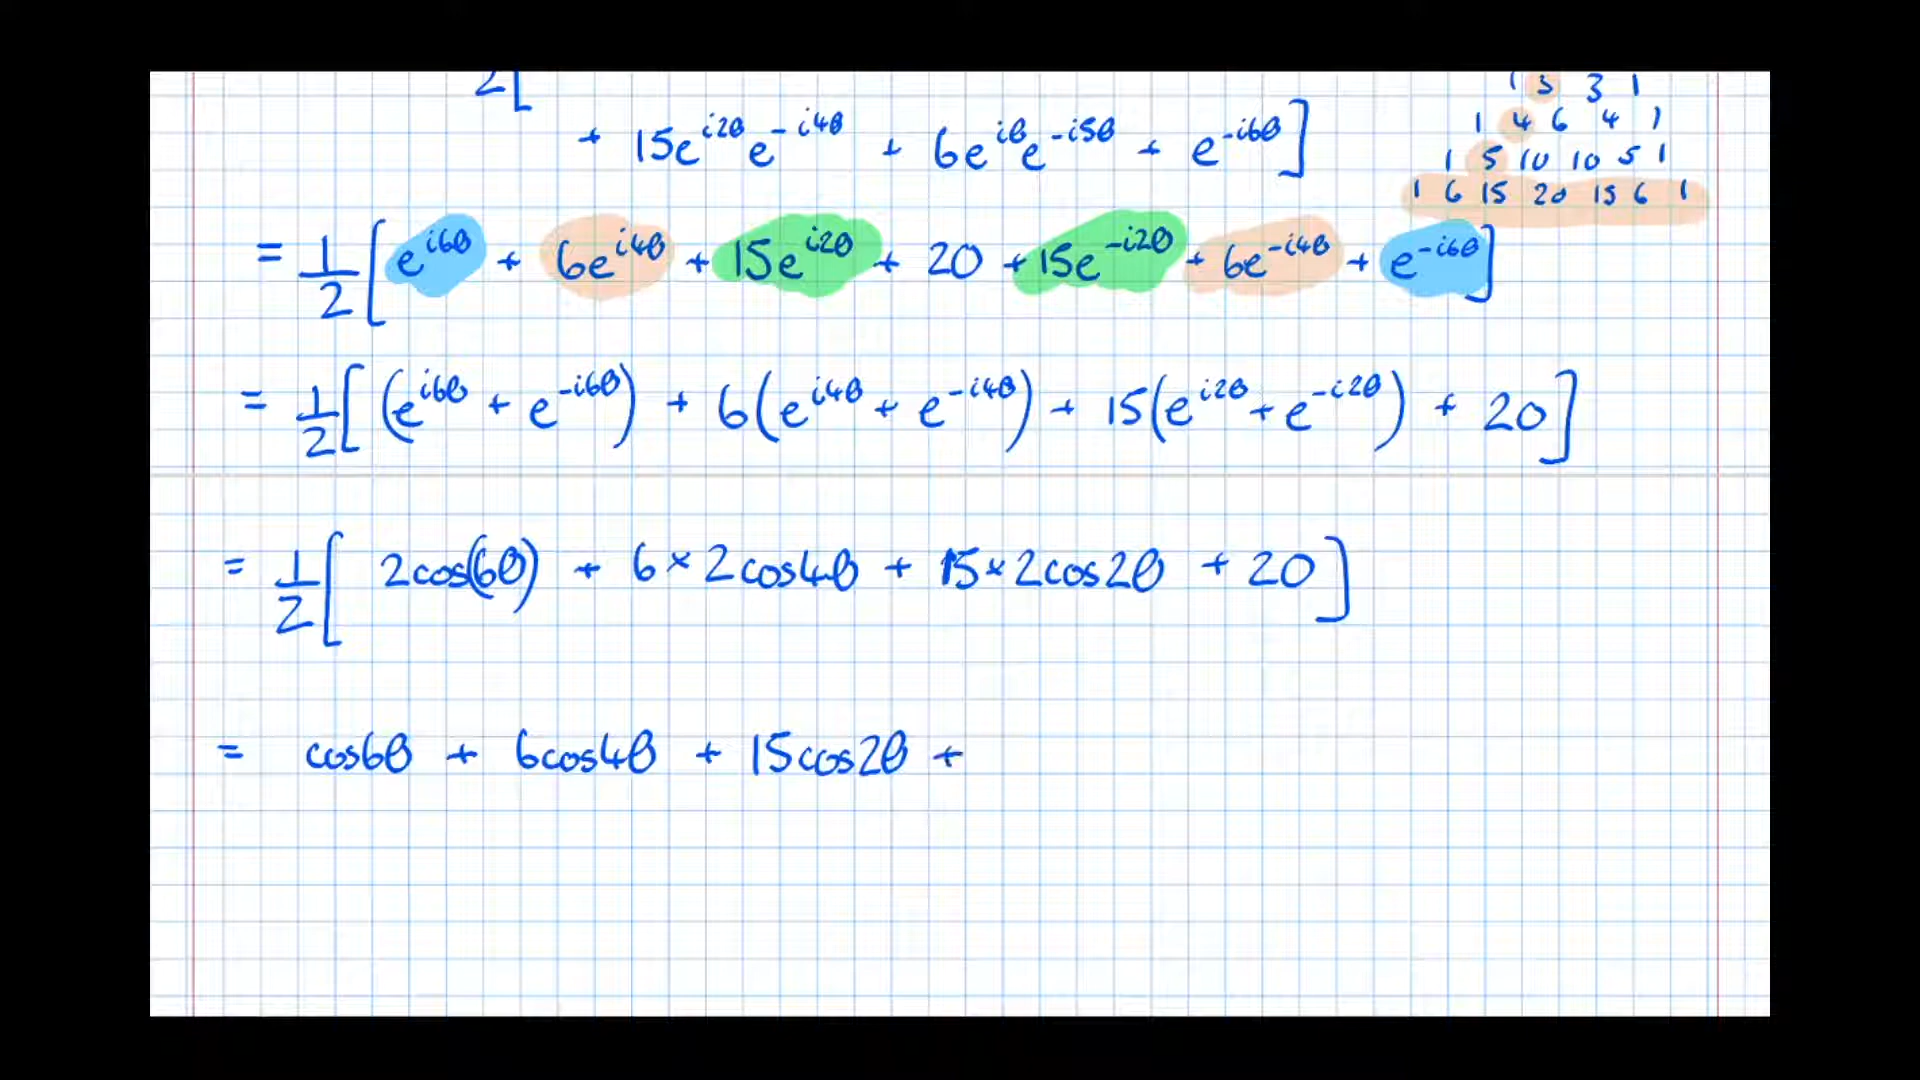 1 3 3 1
1 4 6 4 1
+ 15e^{i2θ}e^{-i4θ} + 6e^{iθ}e^{-i5θ} + e^{-i6θ}]
1 5 10 10 5 1
1 6 15 20 15 6 1
= 1/2 [e^{i6θ} + 6e^{i4θ} + 15e^{i2θ} + 20 + 15e^{-i2θ} + 6e^{-i4θ} + e^{-i6θ}]
= 1/2 [(e^{i6θ} + e^{-i6θ}) + 6(e^{i4θ} + e^{-i4θ}) + 15(e^{i2θ} + e^{-i2θ}) + 20]
= 1/2 [2cos(6θ) + 6×2cos4θ + 15×2cos2θ + 20]
= cos6θ + 6cos4θ + 15cos2θ +